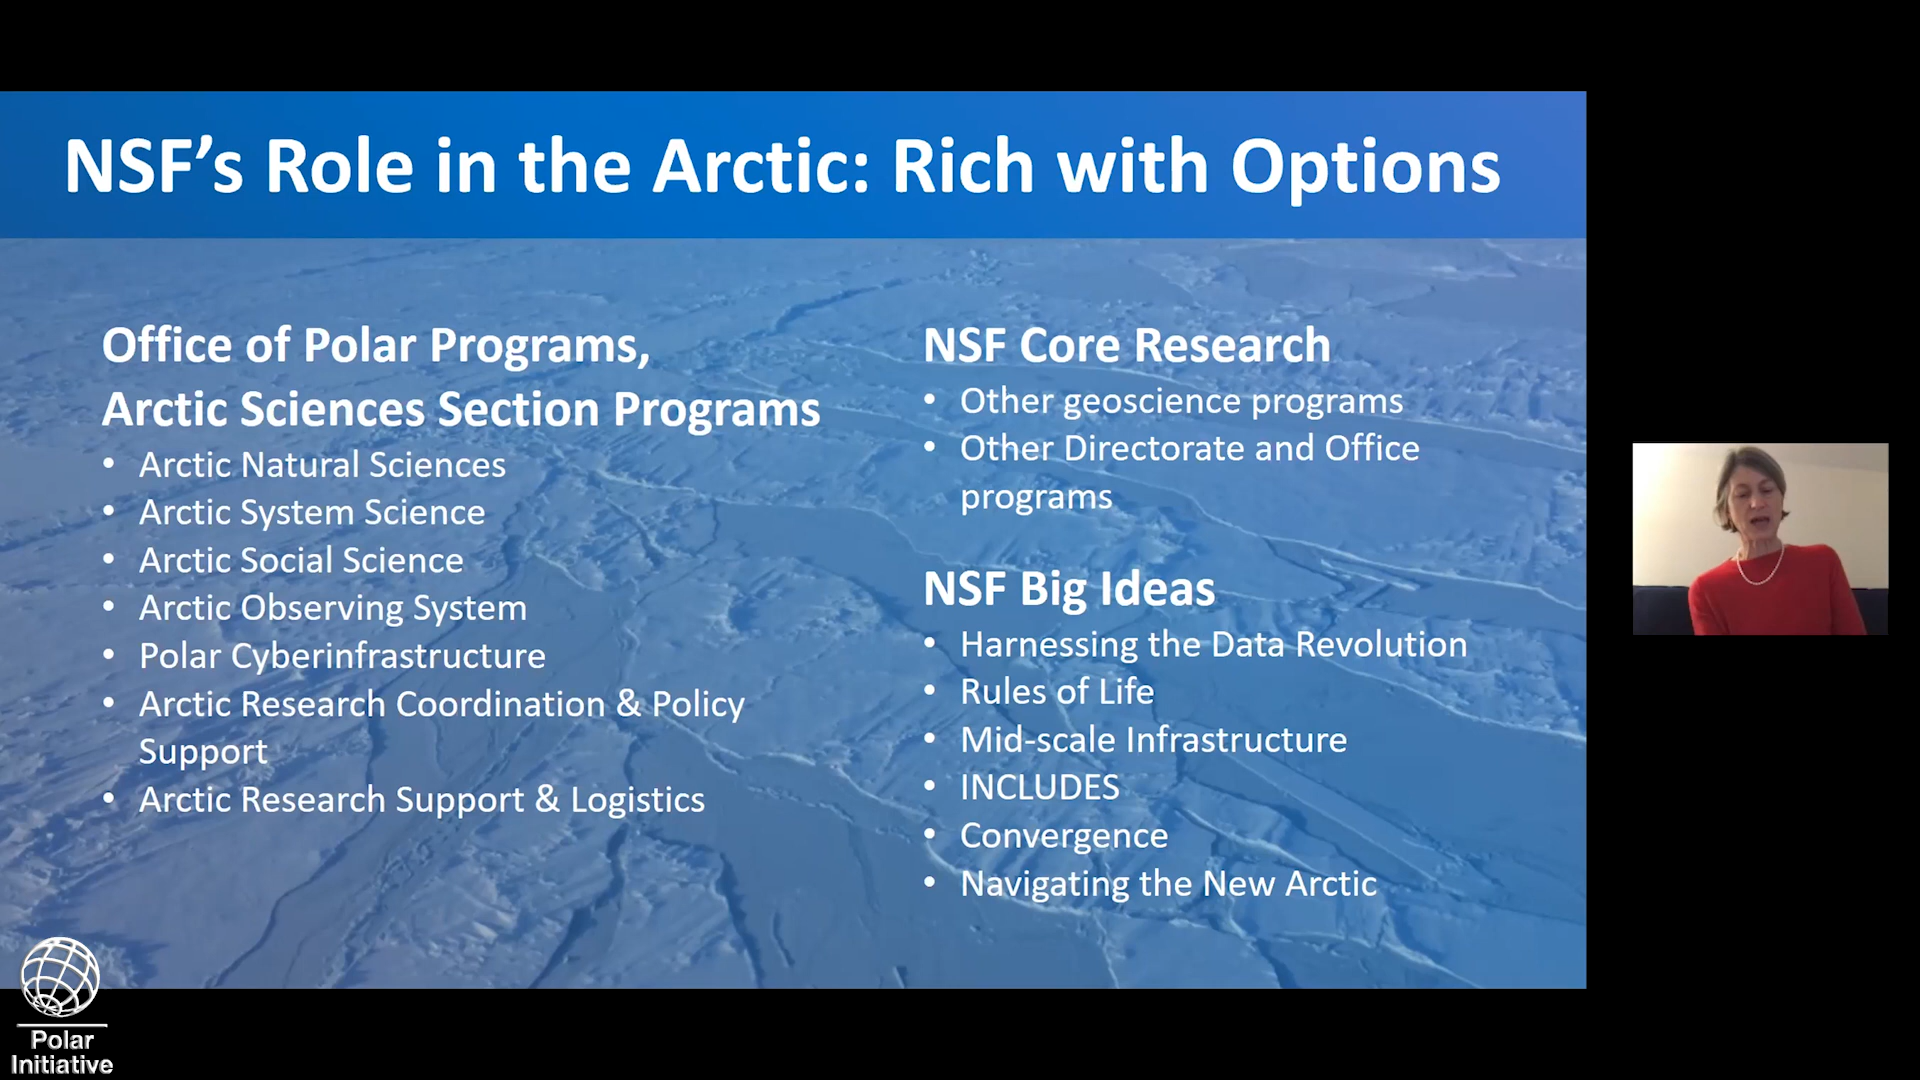 NSF’s Role in the Arctic: Rich with Options
Office of Polar Programs,
Arctic Sciences Section Programs
• Arctic Natural Sciences
• Arctic System Science
• Arctic Social Science
• Arctic Observing System
• Polar Cyberinfrastructure
• Arctic Research Coordination & Policy
Support
• Arctic Research Support & Logistics
NSF Core Research
• Other geoscience programs
• Other Directorate and Office
programs
NSF Big Ideas
• Harnessing the Data Revolution
• Rules of Life
• Mid-scale Infrastructure
• INCLUDES
• Convergence
• Navigating the New Arctic
Polar
Initiative